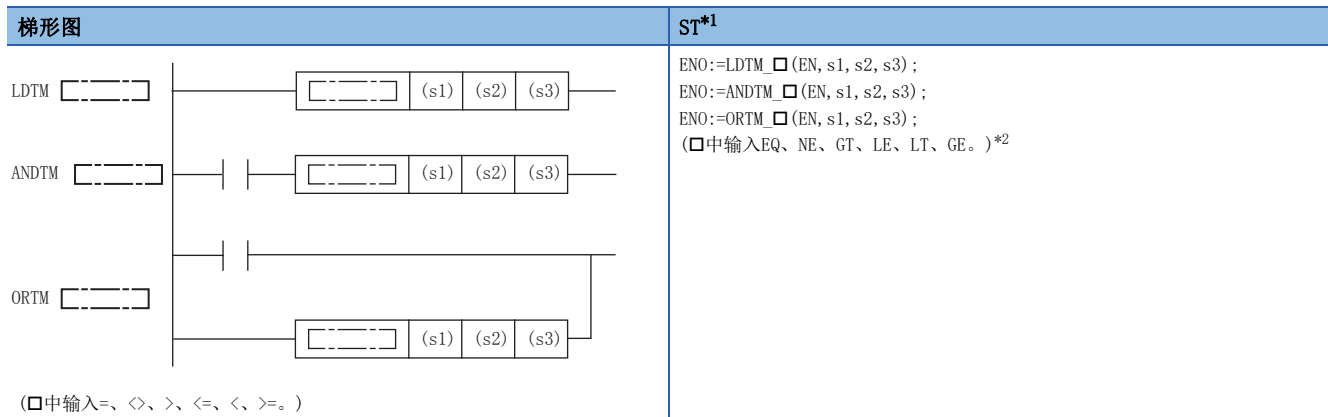 梯形图
ST*1
LDTM
(s1) (s2) (s3)
ANDTM
(s1) (s2) (s3)
ORTM
(s1) (s2) (s3)
(□中输入=、<>、>、<=、<、>=。)
ENO:=LDTM_□(EN,s1,s2,s3);
ENO:=ANDTM_□(EN,s1,s2,s3);
ENO:=ORTM_□(EN,s1,s2,s3);
(□中输入EQ、NE、GT、LE、LT、GE。)*2